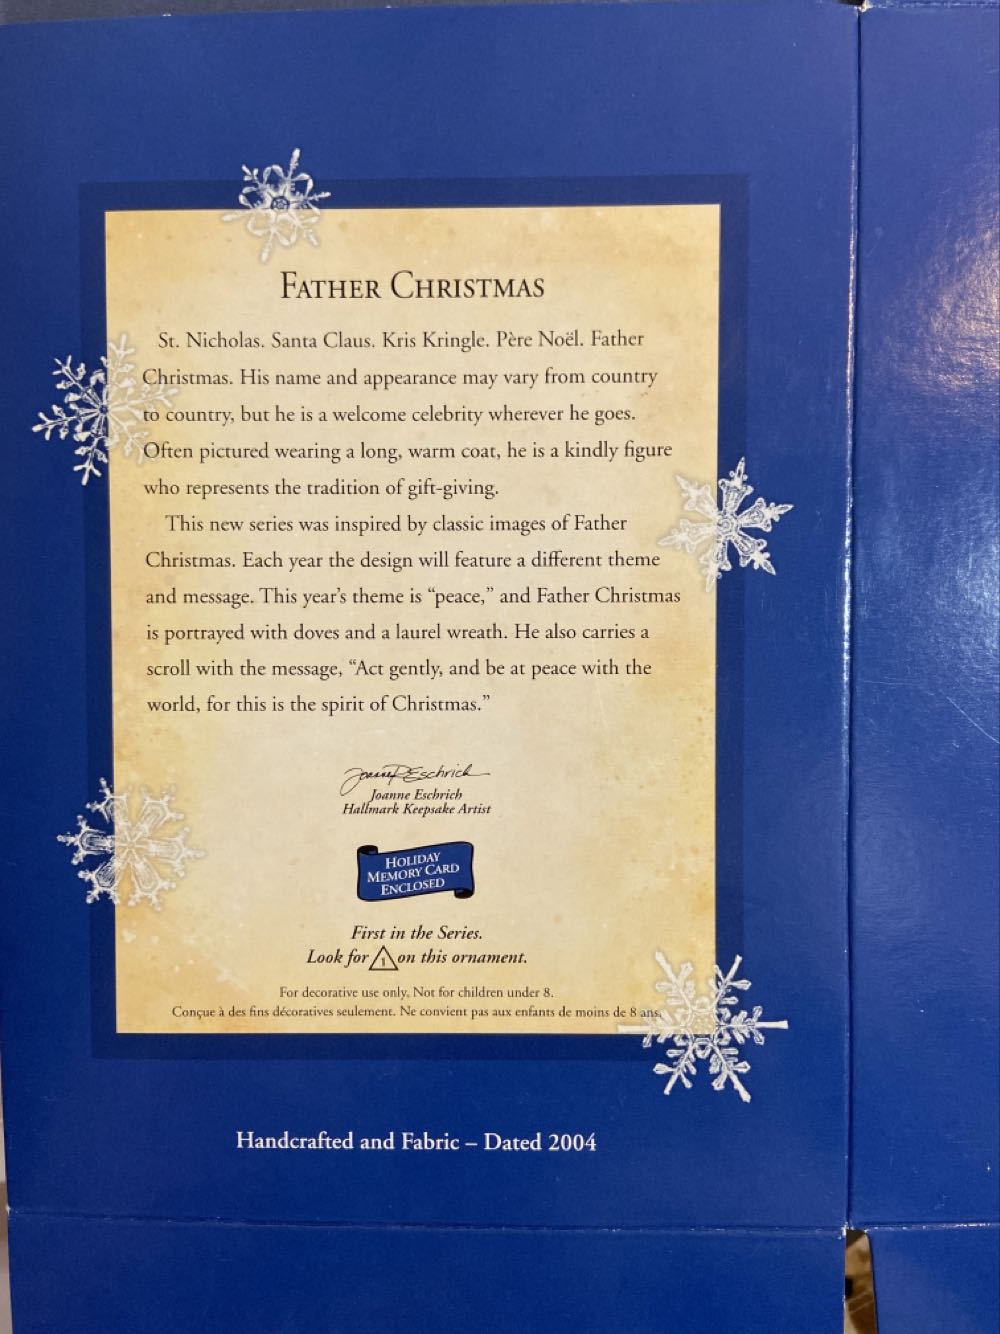 FATHER CHRISTMAS
St. Nicholas. Santa Claus. Kris Kringle. Père Noël. Father
Christmas. His name and appearance may vary from country
to country, but he is a welcome celebrity wherever he goes.
Often pictured wearing a long, warm coat, he is a kindly figure
who represents the tradition of gift-giving.
This new series was inspired by classic images of Father
Christmas. Each year the design will feature a different theme
and message. This year's theme is “peace,” and Father Christmas
is portrayed with doves and a laurel wreath. He also carries a
scroll with the message, “Act gently, and be at peace with the
world, for this is the spirit of Christmas.”
Joanne Eschrich
Joanne Eschrich
Hallmark Keepsake Artist
HOLIDAY
MEMORY CARD
ENCLOSED
First in the Series.
Look for 1 on this ornament.
For decorative use only. Not for children under 8.
Conçue à des fins décoratives seulement. Ne convient pas aux enfants de moins de 8 ans.
Handcrafted and Fabric – Dated 2004